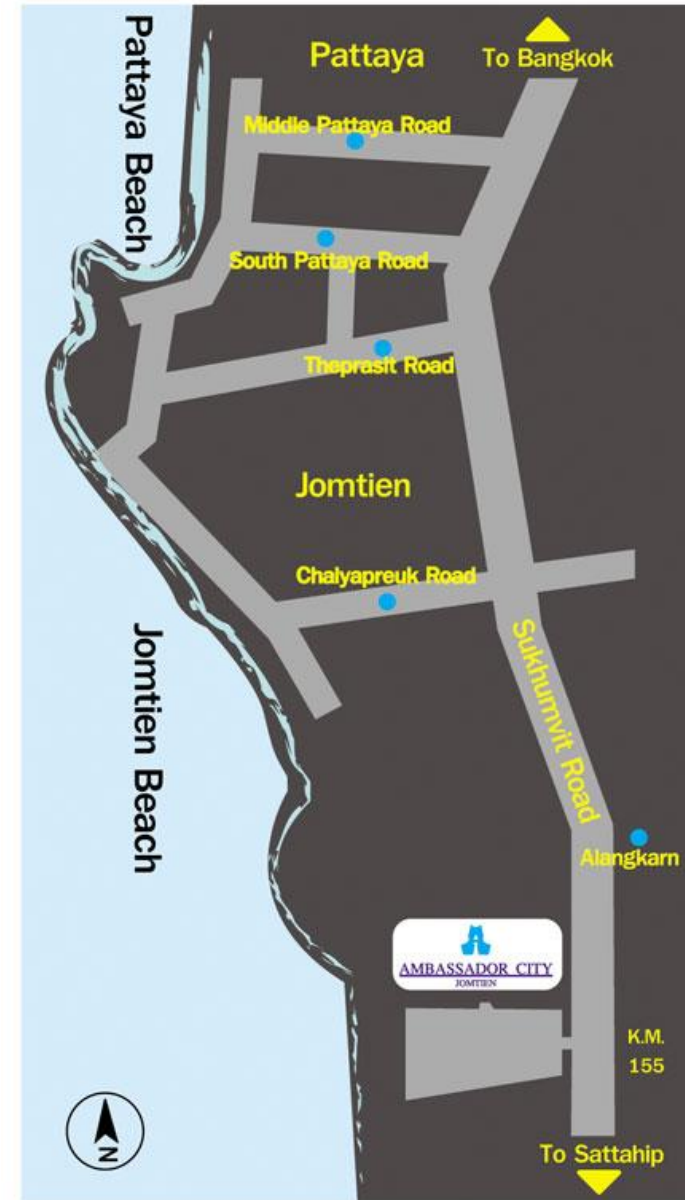 Pattaya Beach
Pattaya
To Bangkok
Middle Pattaya Road
South Pattaya Road
Theprasit Road
Jomtien
Chalyapreuk Road
Sukhumvit Road
Jomtien Beach
Alangkarn
AMBASSADOR CITY
JOMTIEN
K.M.
155
N
To Sattahip